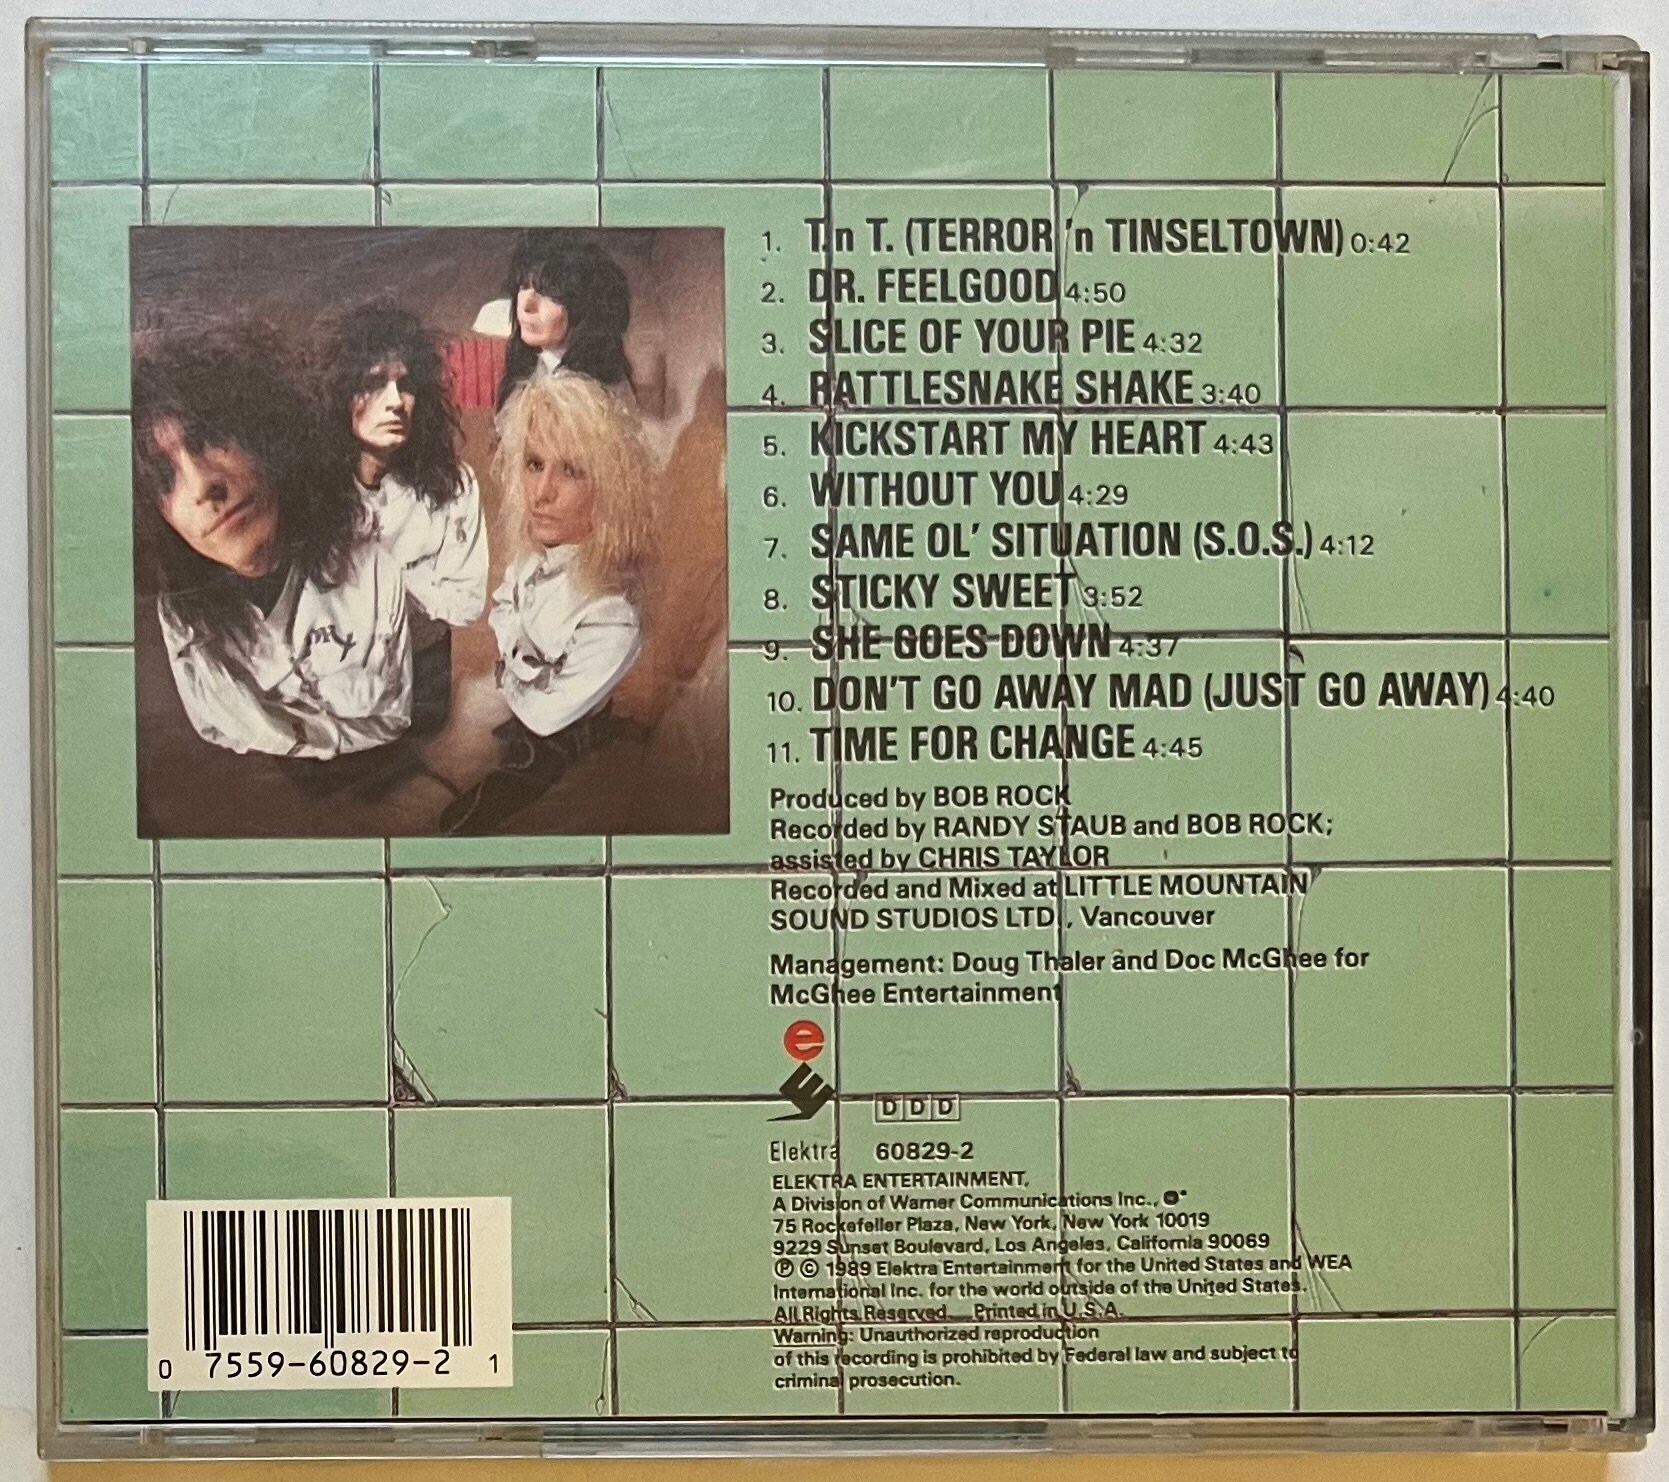 1. T.n T. (TERROR 'n TINSELTOWN) 0:42
2. DR. FEELGOOD 4:50
3. SLICE OF YOUR PIE 4:32
4. RATTLESNAKE SHAKE 3:40
5. KICKSTART MY HEART 4:43
6. WITHOUT YOU 4:29
7. SAME OL' SITUATION (S.O.S.) 4:12
8. STICKY SWEET 3:52
9. SHE GOES DOWN 4:37
10. DON'T GO AWAY MAD (JUST GO AWAY) 4:40
11. TIME FOR CHANGE 4:45
Produced by BOB ROCK
Recorded by RANDY STAUB and BOB ROCK;
assisted by CHRIS TAYLOR
Recorded and Mixed at LITTLE MOUNTAIN
SOUND STUDIOS LTD., Vancouver
Management: Doug Thaler and Doc McGhee for
McGhee Entertainment
e
DDD
Elektra 60829-2
ELEKTRA ENTERTAINMENT,
A Division of Warner Communications Inc.,
75 Rockefeller Plaza, New York, New York 10019
9229 Sunset Boulevard, Los Angeles, California 90069
℗ © 1989 Elektra Entertainment for the United States and WEA
International Inc. for the world outside of the United States.
All Rights Reserved. Printed in U.S.A.
Warning: Unauthorized reproduction
of this recording is prohibited by Federal law and subject to
criminal prosecution.
0 7559-60829-2 1